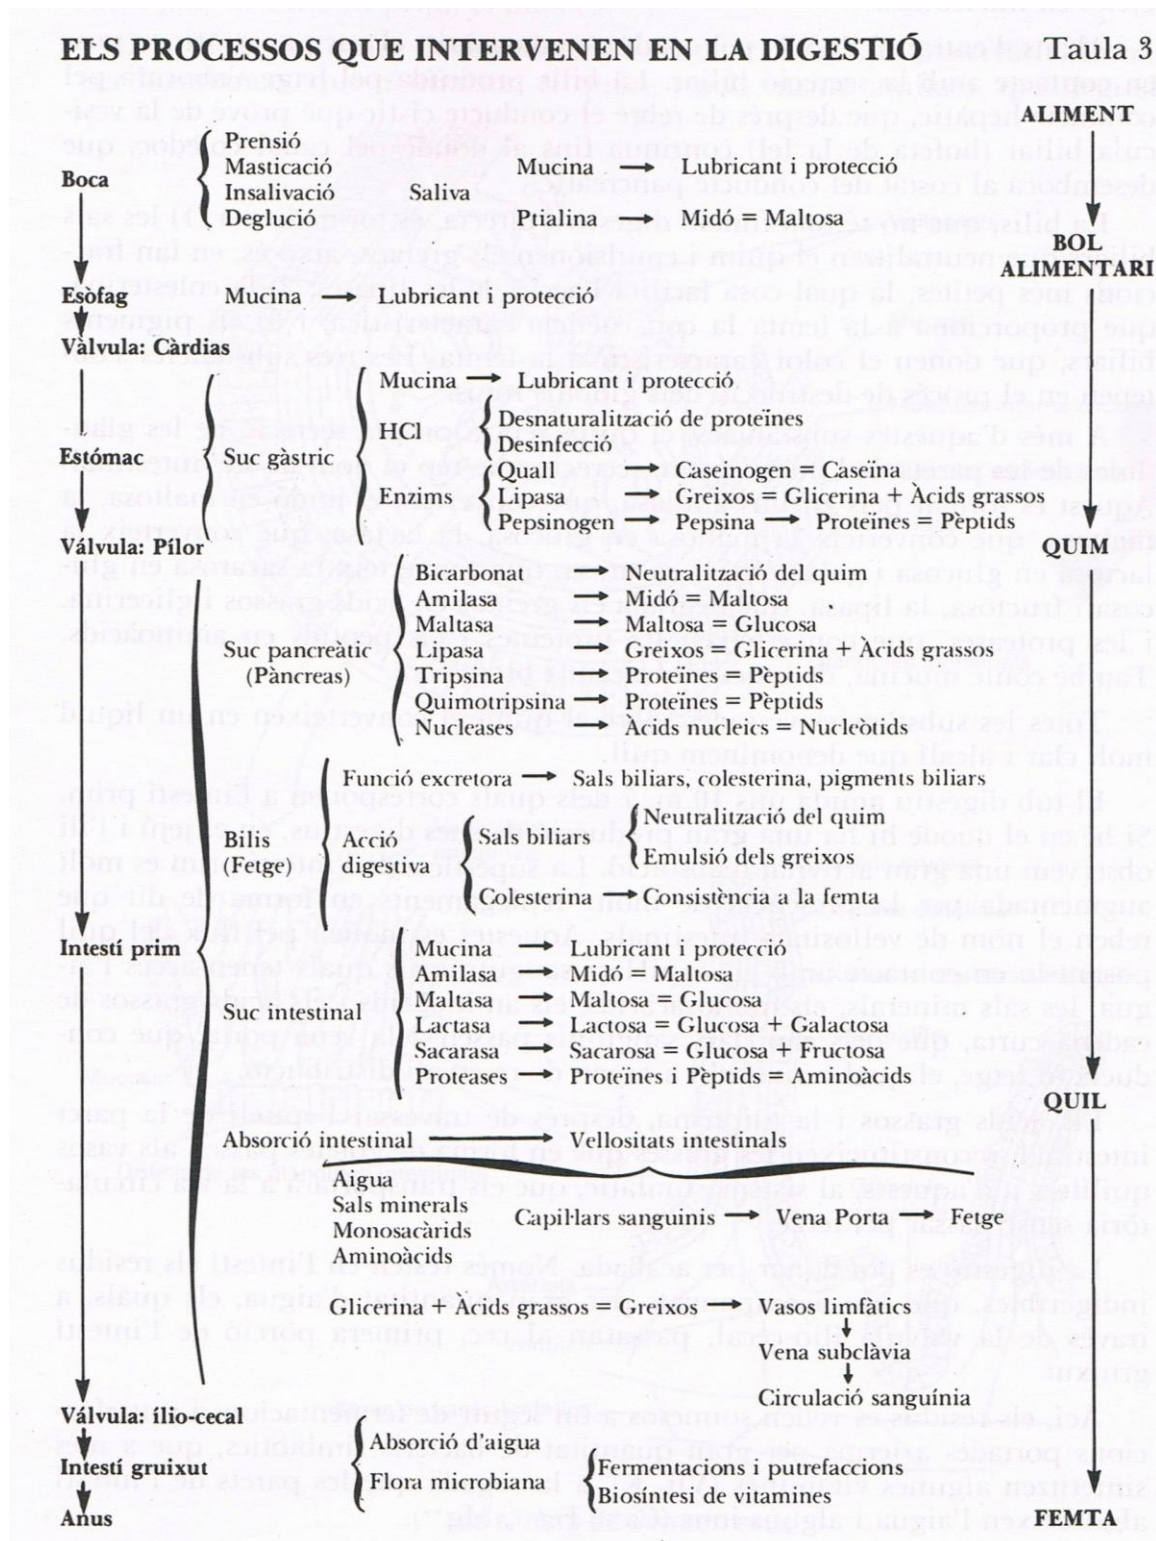 ELS PROCESSOS QUE INTERVENEN EN LA DIGESTIÓ Taula 3
ALIMENT
Boca
Prensió
Masticació
Insalivació Saliva
Deglució
Mucina → Lubricant i protecció
Ptialina → Midó = Maltosa
BOL
ALIMENTARI
Esòfag Mucina → Lubricant i protecció
Vàlvula: Càrdias
Estómac
Suc gàstric
Mucina → Lubricant i protecció
HCl
Desnaturalització de proteïnes
Desinfecció
Enzims
Quall → Caseinogen = Caseïna
Lipasa → Greixos = Glicerina + Àcids grassos
Pepsinogen → Pepsina → Proteïnes = Pèptids
Válvula: Pílor
QUIM
Suc pancreàtic
(Pàncreas)
Bicarbonat → Neutralització del quim
Amilasa → Midó = Maltosa
Maltasa → Maltosa = Glucosa
Lipasa → Greixos = Glicerina + Àcids grassos
Tripsina → Proteïnes = Pèptids
Quimotripsina → Proteïnes = Pèptids
Nucleases → Àcids nucleics = Nucleòtids
Bilis
(Fetge)
Funció excretora → Sals biliars, colesterina, pigments biliars
Acció
digestiva
Sals biliars
Neutralització del quim
Emulsió dels greixos
Colesterina → Consistència a la femta
Intestí prim
Suc intestinal
Mucina → Lubricant i protecció
Amilasa → Midó = Maltosa
Maltasa → Maltosa = Glucosa
Lactasa → Lactosa = Glucosa + Galactosa
Sacarasa → Sacarosa = Glucosa + Fructosa
Proteases → Proteïnes i Pèptids = Aminoàcids
QUIL
Absorció intestinal → Vellositats intestinals
Aigua
Sals minerals
Monosacàrids
Aminoàcids
Capil·lars sanguinis → Vena Porta → Fetge
Glicerina + Àcids grassos = Greixos → Vasos limfàtics
Vena subclàvia
Circulació sanguínia
Válvula: ílio-cecal
Intestí gruixut
Absorció d'aigua
Flora microbiana
Fermentacions i putrefaccions
Biosíntesi de vitamines
Anus
FEMTA